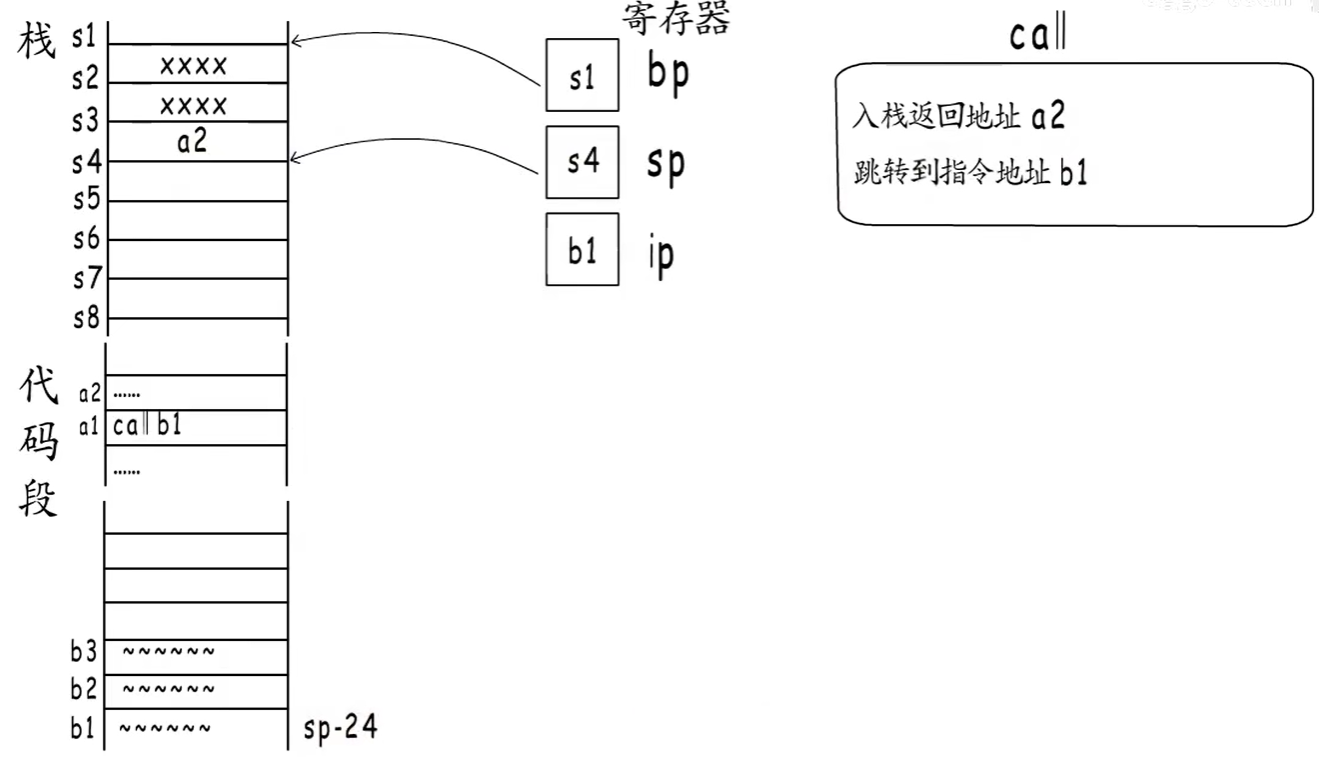 栈
s1
s2 xxxx
s3 xxxx
s4 a2
s5
s6
s7
s8
寄存器
s1 bp
s4 sp
b1 ip
call
入栈返回地址 a2
跳转到指令地址 b1
代码段
a2 ......
a1 call b1
......
b3 ~~~~~~
b2 ~~~~~~
b1 ~~~~~~ sp-24